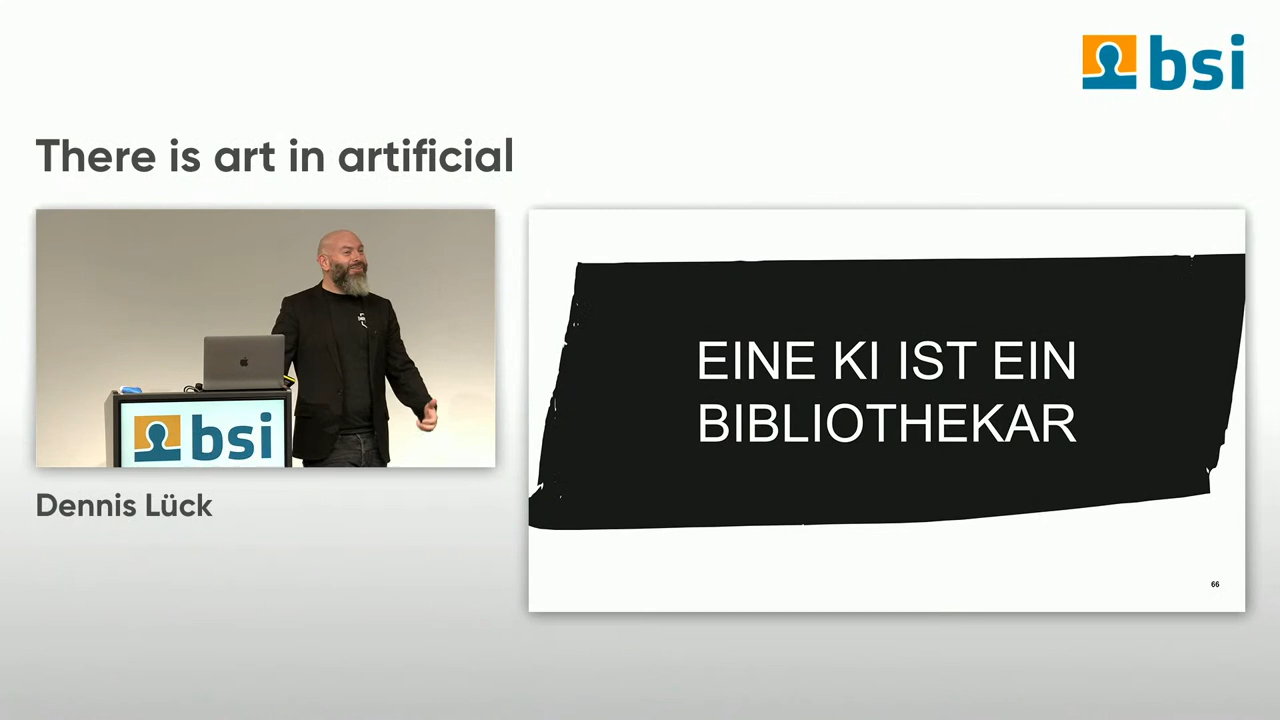 bsi
There is art in artificial
bsi
Dennis Lück
EINE KI IST EIN
BIBLIOTHEKAR
66